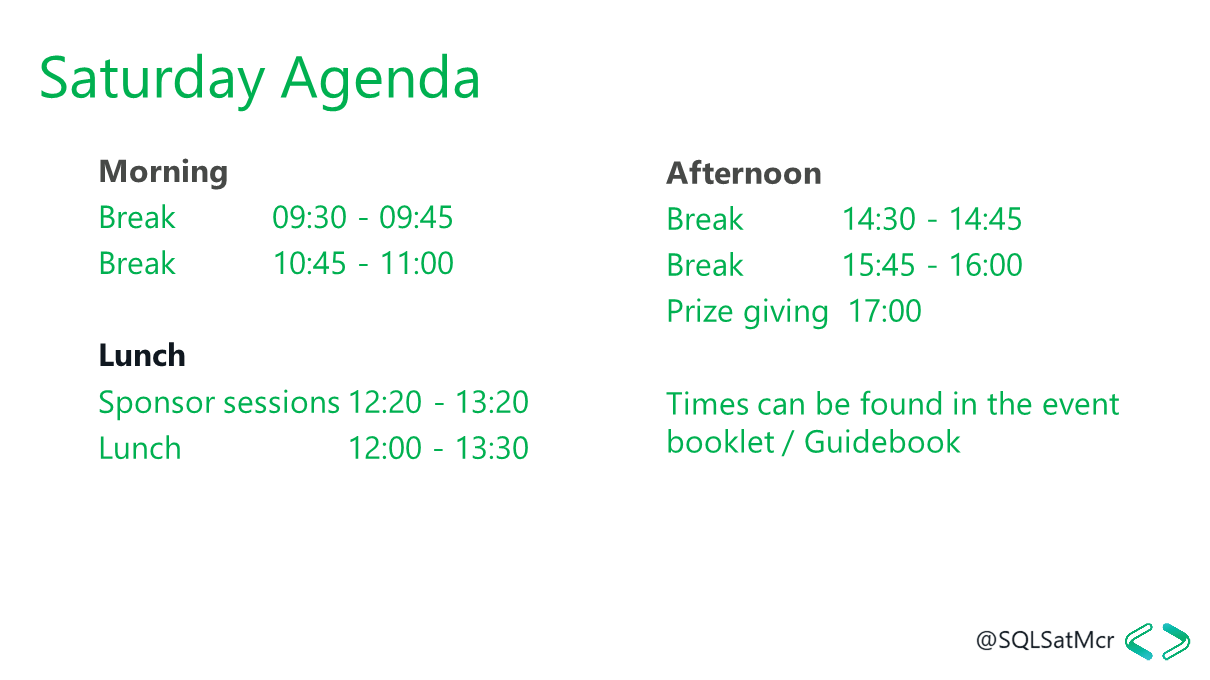 Saturday Agenda
Morning
Break 09:30 - 09:45
Break 10:45 - 11:00
Lunch
Sponsor sessions 12:20 - 13:20
Lunch 12:00 - 13:30
Afternoon
Break 14:30 - 14:45
Break 15:45 - 16:00
Prize giving 17:00
Times can be found in the event
booklet / Guidebook
@SQLSatMcr